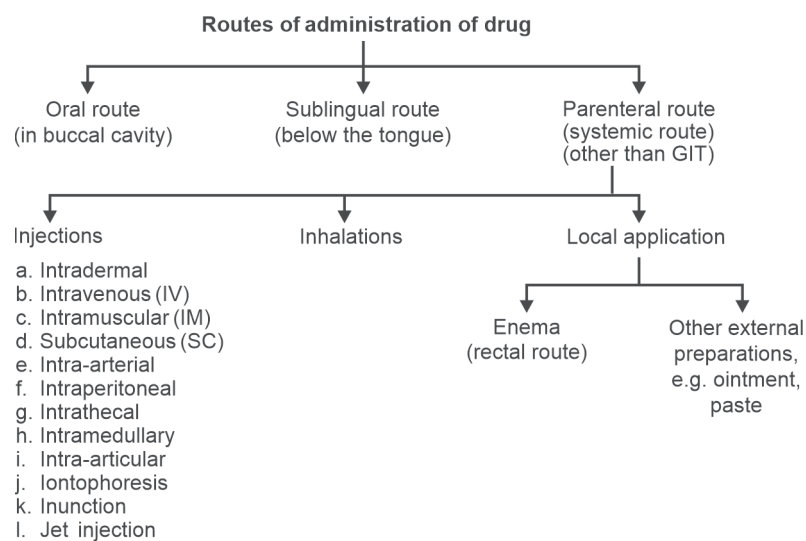 Routes of administration of drug
Oral route
(in buccal cavity)
Sublingual route
(below the tongue)
Parenteral route
(systemic route)
(other than GIT)
Injections
Inhalations
Local application
a. Intradermal
b. Intravenous (IV)
c. Intramuscular (IM)
d. Subcutaneous (SC)
e. Intra-arterial
f. Intraperitoneal
g. Intrathecal
h. Intramedullary
i. Intra-articular
j. Iontophoresis
k. Inunction
l. Jet injection
Enema
(rectal route)
Other external
preparations,
e.g. ointment,
paste